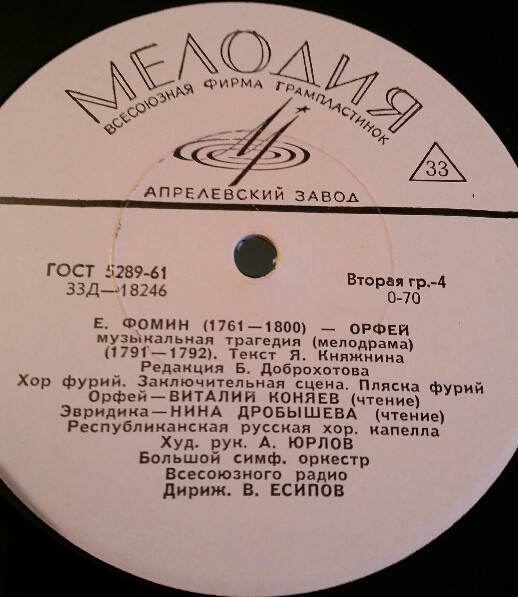 МЕЛОДИЯ
ВСЕСОЮЗНАЯ ФИРМА ГРАМПЛАСТИНОК
33
АПРЕЛЕВСКИЙ ЗАВОД
ГОСТ 5289-61
33Д—18246
Вторая гр.-4
0-70
Е. ФОМИН (1761—1800) — ОРФЕЙ
музыкальная трагедия (мелодрама)
(1791—1792). Текст Я. Княжнина
Редакция Б. Доброхотова
Хор фурий. Заключительная сцена. Пляска фурий
Орфей—ВИТАЛИЙ КОНЯЕВ (чтение)
Эвридика—НИНА ДРОБЫШЕВА (чтение)
Республиканская русская хор. капелла
Худ. рук. А. ЮРЛОВ
Большой симф. оркестр
Всесоюзного радио
Дириж. В. ЕСИПОВ